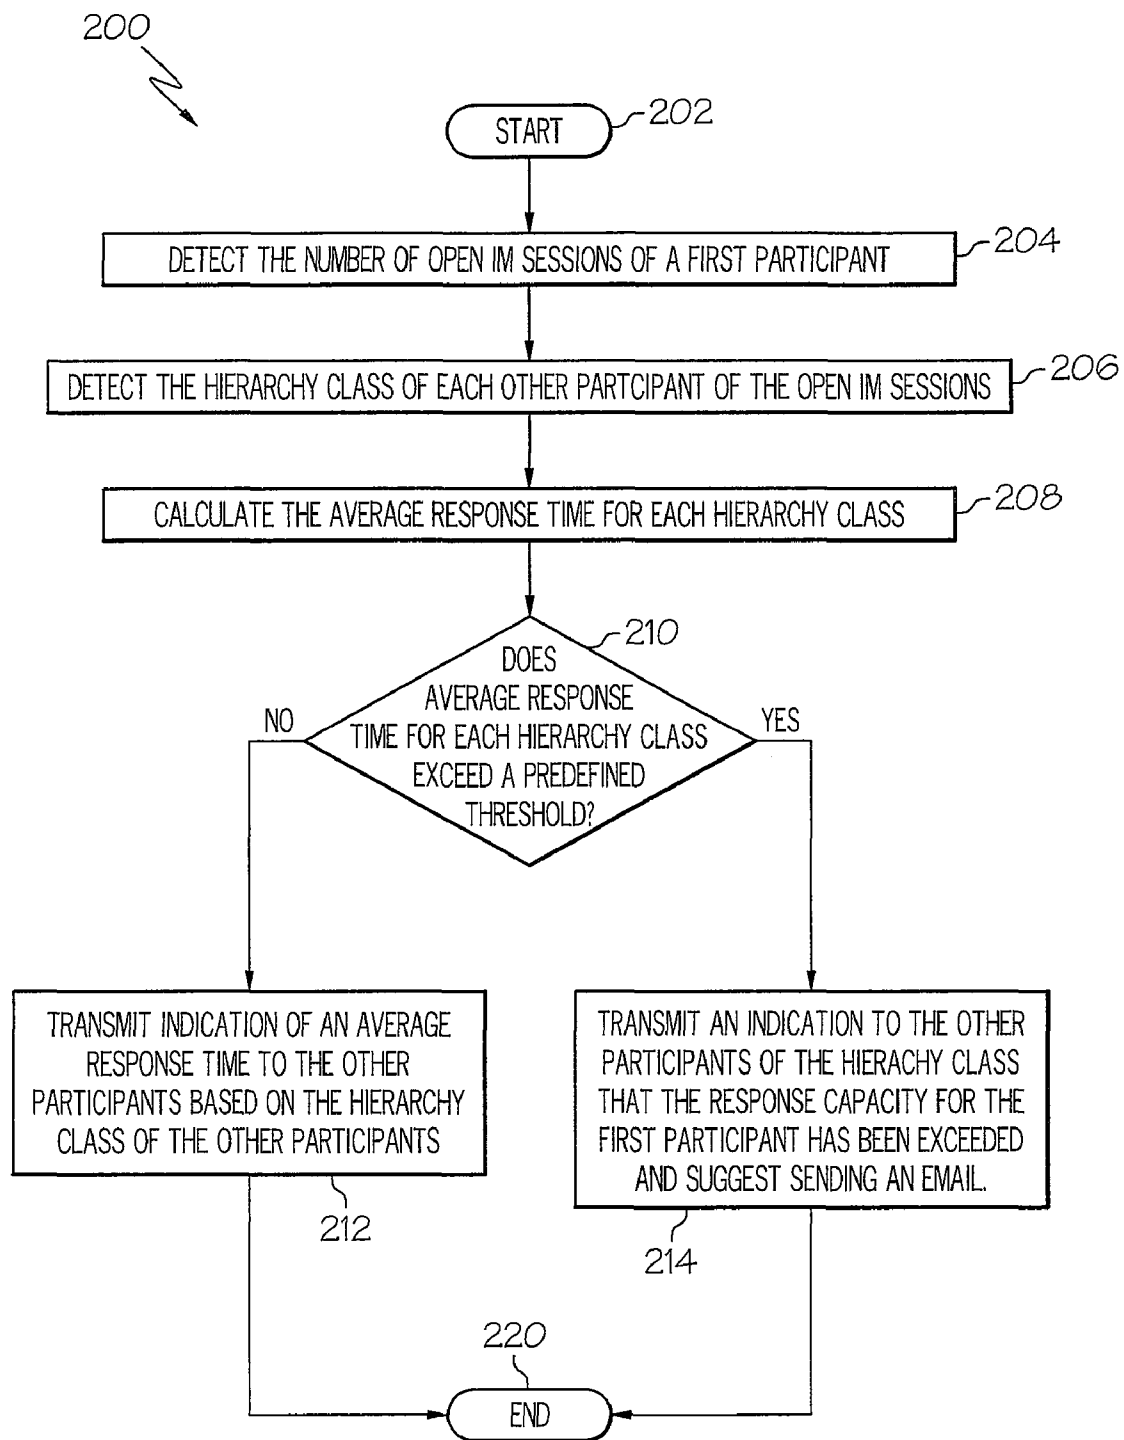 200
START
202
DETECT THE NUMBER OF OPEN IM SESSIONS OF A FIRST PARTICIPANT
204
DETECT THE HIERARCHY CLASS OF EACH OTHER PARTCIPANT OF THE OPEN IM SESSIONS
206
CALCULATE THE AVERAGE RESPONSE TIME FOR EACH HIERARCHY CLASS
208
210
DOES
AVERAGE RESPONSE
TIME FOR EACH HIERARCHY CLASS
EXCEED A PREDEFINED
THRESHOLD?
NO
YES
TRANSMIT INDICATION OF AN AVERAGE
RESPONSE TIME TO THE OTHER
PARTICIPANTS BASED ON THE HIERARCHY
CLASS OF THE OTHER PARTICIPANTS
212
TRANSMIT AN INDICATION TO THE OTHER
PARTICIPANTS OF THE HIERACHY CLASS
THAT THE RESPONSE CAPACITY FOR THE
FIRST PARTICIPANT HAS BEEN EXCEEDED
AND SUGGEST SENDING AN EMAIL.
214
220
END